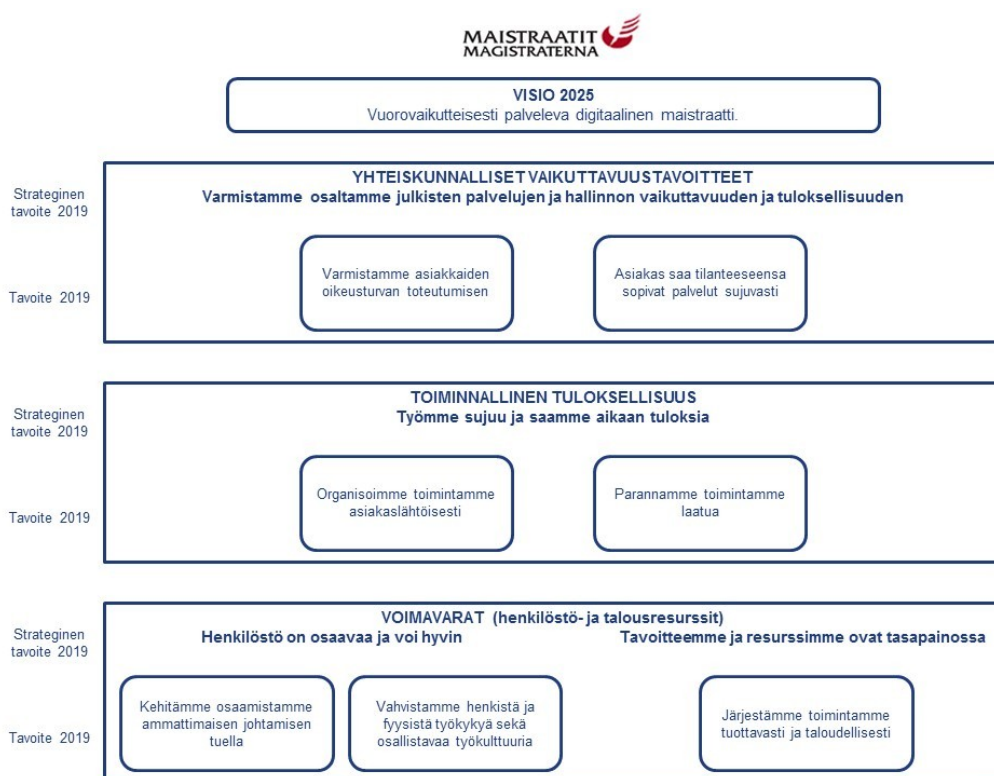 MAISTRAATIT
MAGISTRATERNA
VISIO 2025
Vuorovaikutteisesti palveleva digitaalinen maistraatti.
Strateginen
tavoite 2019
YHTEISKUNNALLISET VAIKUTTAVUUSTAVOITTEET
Varmistamme osaltamme julkisten palvelujen ja hallinnon vaikuttavuuden ja tuloksellisuuden
Tavoite 2019
Varmistamme asiakkaiden
oikeusturvan toteutumisen
Asiakas saa tilanteeseensa
sopivat palvelut sujuvasti
Strateginen
tavoite 2019
TOIMINNALLINEN TULOKSELLISUUS
Työmme sujuu ja saamme aikaan tuloksia
Tavoite 2019
Organisoimme toimintamme
asiakaslähtöisesti
Parannamme toimintamme
laatua
Strateginen
tavoite 2019
VOIMAVARAT (henkilöstö- ja talousresurssit)
Henkilöstö on osaavaa ja voi hyvin
Tavoitteemme ja resurssimme ovat tasapainossa
Tavoite 2019
Kehitämme osaamistamme
ammattimaisen johtamisen
tuella
Vahvistamme henkistä ja
fyysistä työkykyä sekä
osallistavaa työkulttuuria
Järjestämme toimintamme
tuottavasti ja taloudellisesti